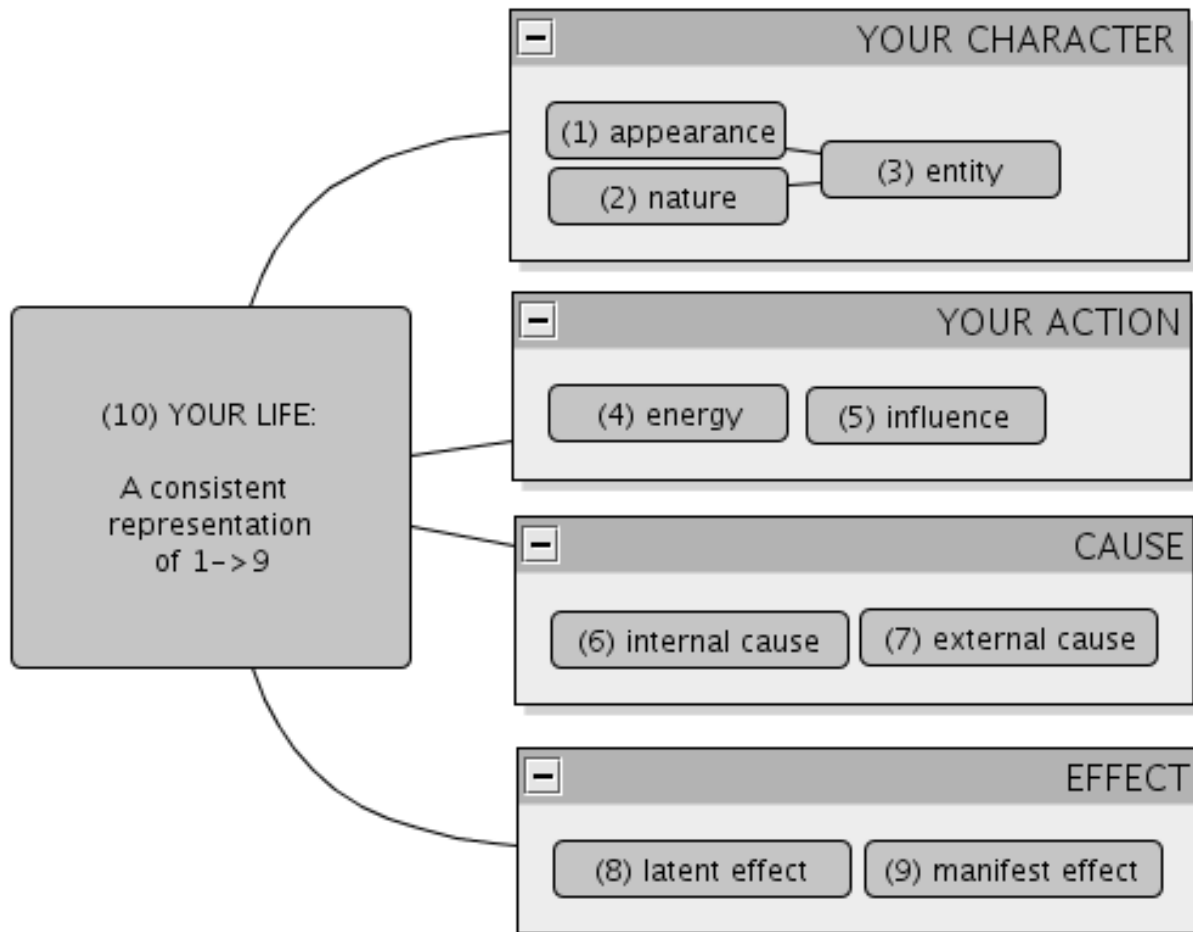 YOUR CHARACTER
(1) appearance
(2) nature
(3) entity
YOUR ACTION
(4) energy
(5) influence
(10) YOUR LIFE:
A consistent
representation
of 1->9
CAUSE
(6) internal cause
(7) external cause
EFFECT
(8) latent effect
(9) manifest effect